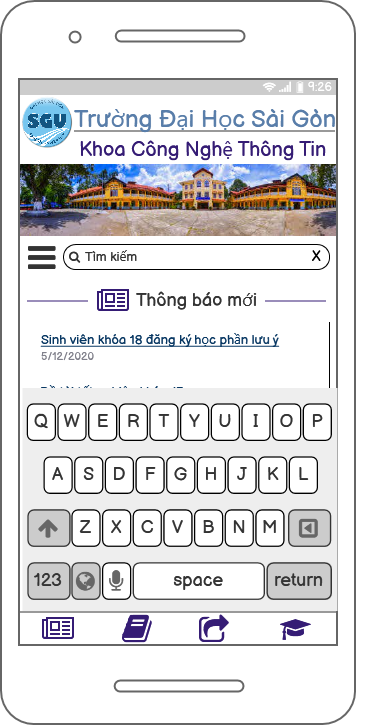 9:26
SGU
Trường Đại Học Sài Gòn
Khoa Công Nghệ Thông Tin
Tìm kiếm X
Thông báo mới
Sinh viên khóa 18 đăng ký học phần lưu ý
5/12/2020
Q W E R T Y U I O P
A S D F G H J K L
Z X C V B N M
123 space return